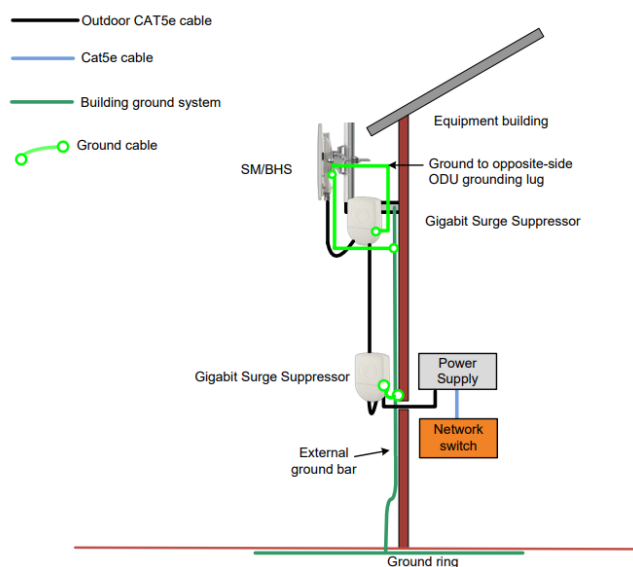 Outdoor CAT5e cable
Cat5e cable
Building ground system
Ground cable
Equipment building
SM/BHS
Ground to opposite-side
ODU grounding lug
Gigabit Surge Suppressor
Gigabit Surge Suppressor
Power
Supply
Network
switch
External
ground bar
Ground ring